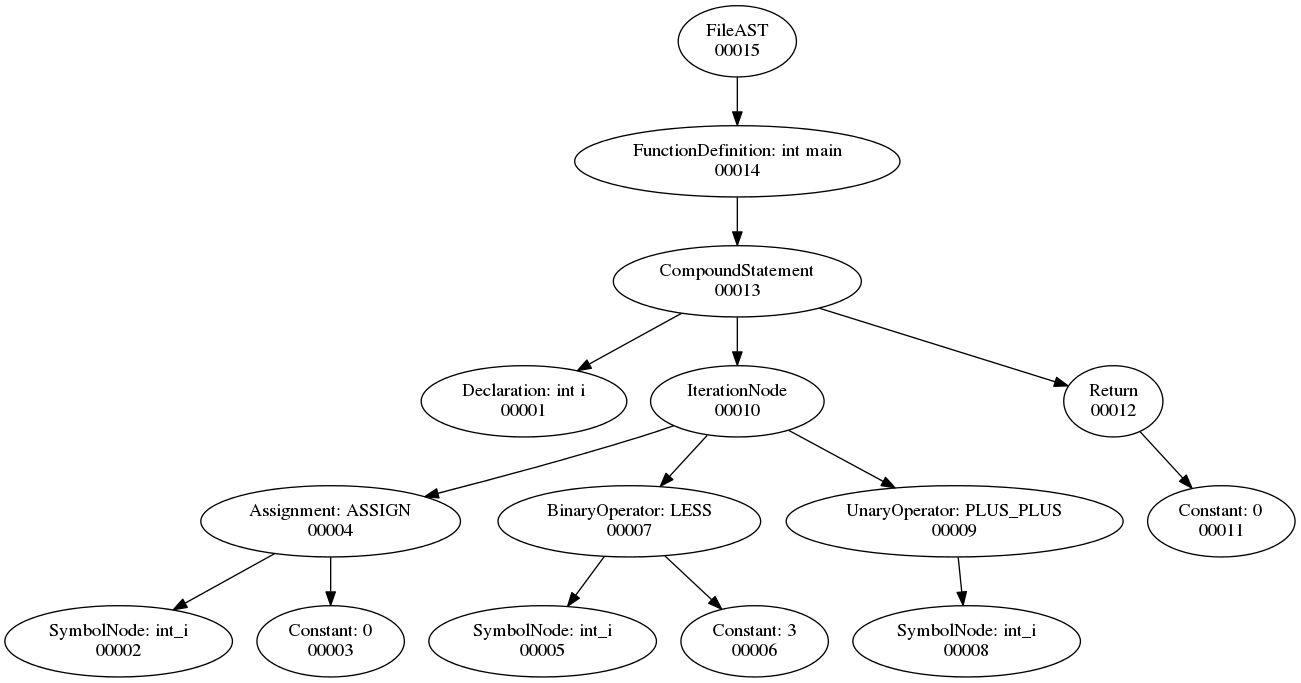 FileAST
00015
FunctionDefinition: int main
00014
CompoundStatement
00013
Declaration: int i
00001
IterationNode
00010
Return
00012
Assignment: ASSIGN
00004
BinaryOperator: LESS
00007
UnaryOperator: PLUS_PLUS
00009
Constant: 0
00011
SymbolNode: int_i
00002
Constant: 0
00003
SymbolNode: int_i
00005
Constant: 3
00006
SymbolNode: int_i
00008